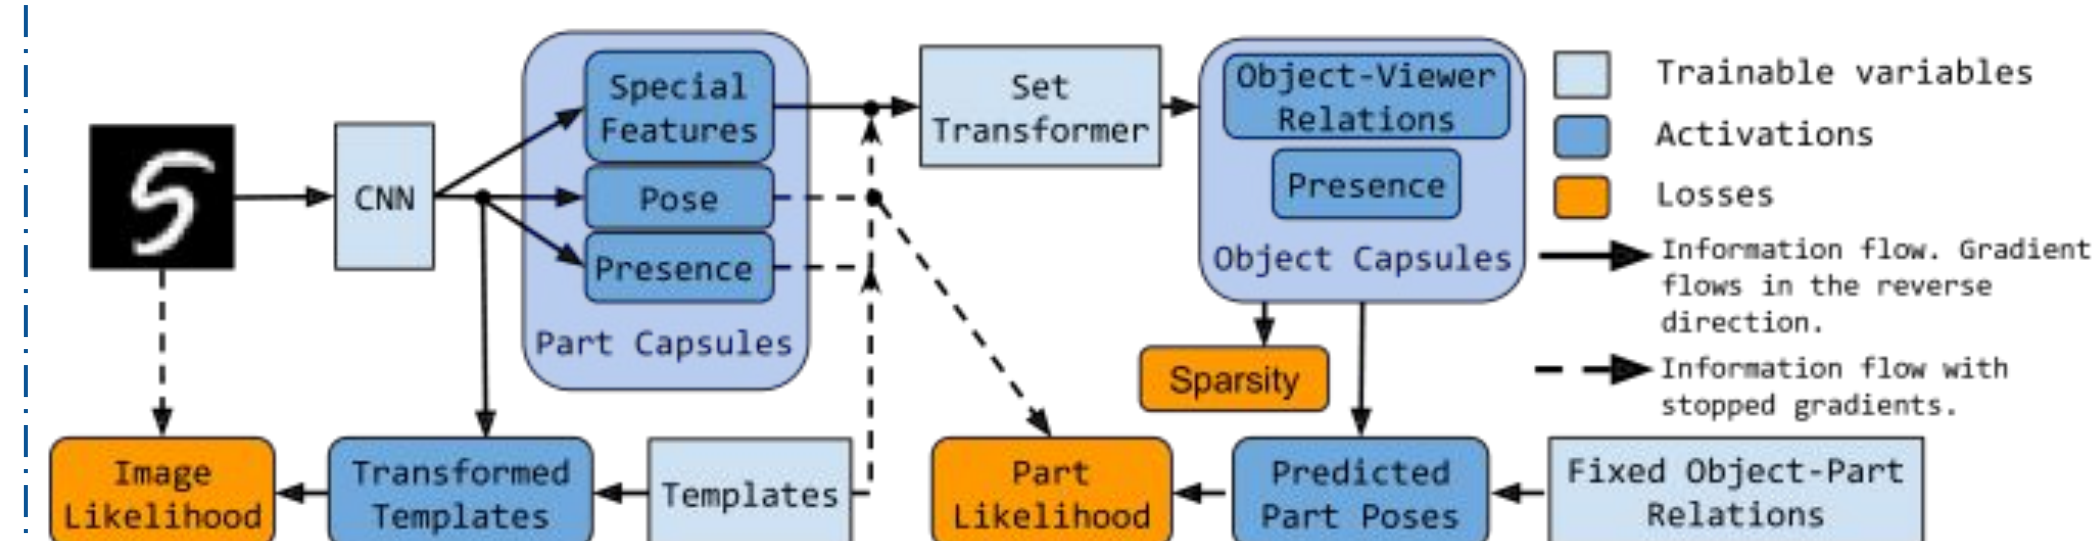 CNN
Special
Features
Pose
Presence
Part Capsules
Set
Transformer
Object-Viewer
Relations
Presence
Object Capsules
Sparsity
Image
Likelihood
Transformed
Templates
Templates
Part
Likelihood
Predicted
Part Poses
Fixed Object-Part
Relations
Trainable variables
Activations
Losses
Information flow. Gradient
flows in the reverse
direction.
Information flow with
stopped gradients.
5